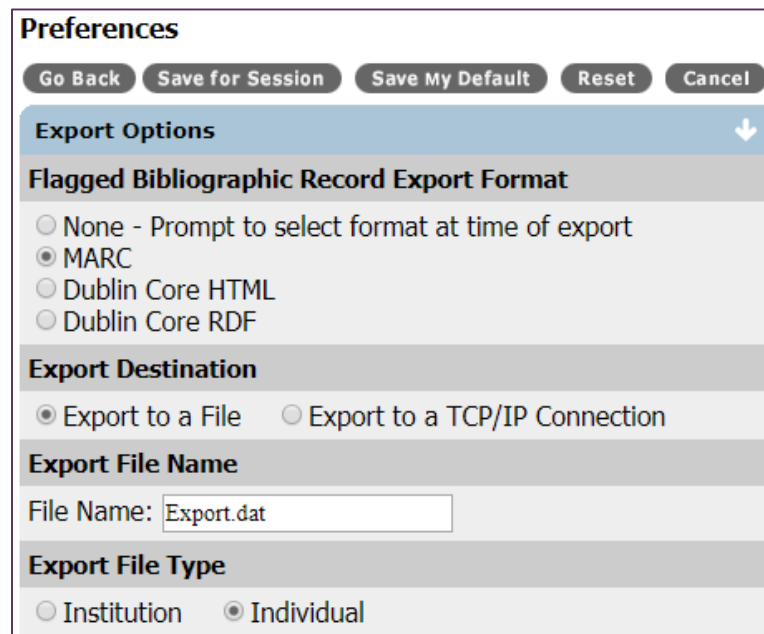 Preferences
Go Back Save for Session Save My Default Reset Cancel
Export Options
Flagged Bibliographic Record Export Format
None - Prompt to select format at time of export
MARC
Dublin Core HTML
Dublin Core RDF
Export Destination
Export to a File Export to a TCP/IP Connection
Export File Name
File Name: Export.dat
Export File Type
Institution Individual